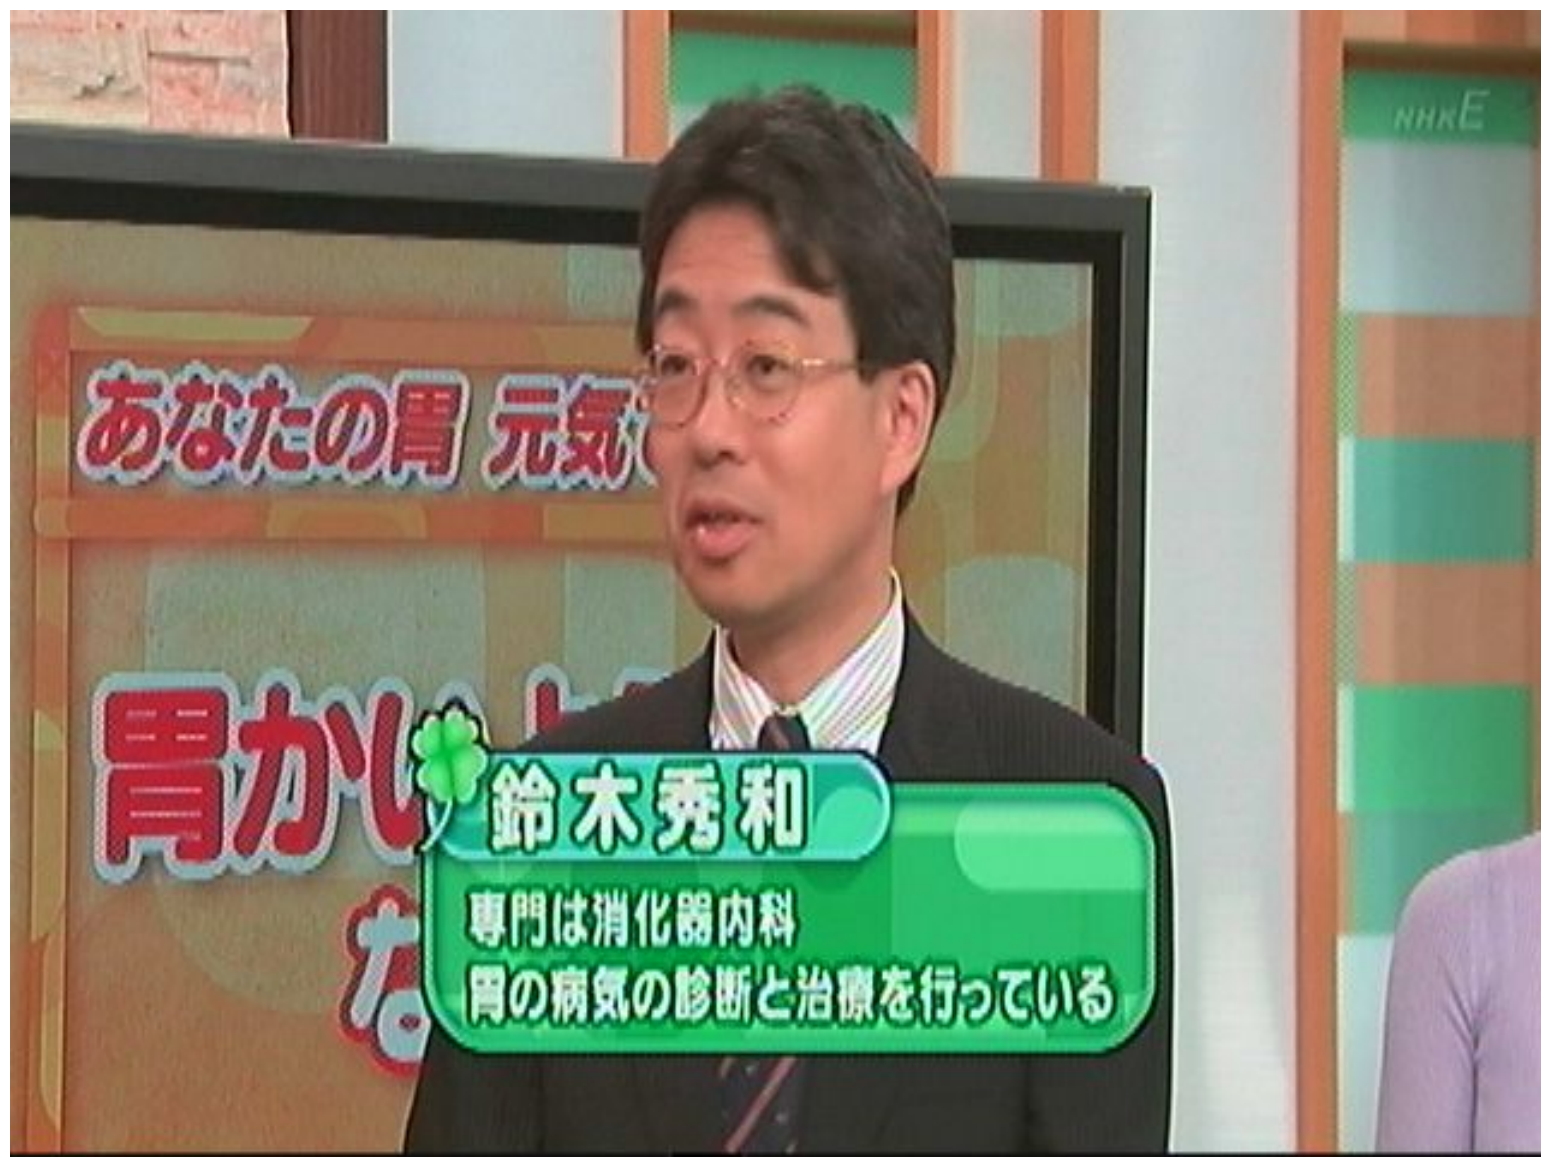 NHKE
あなたの胃 元気
胃かい
な
鈴木秀和
専門は消化器内科
胃の病気の診断と治療を行っている